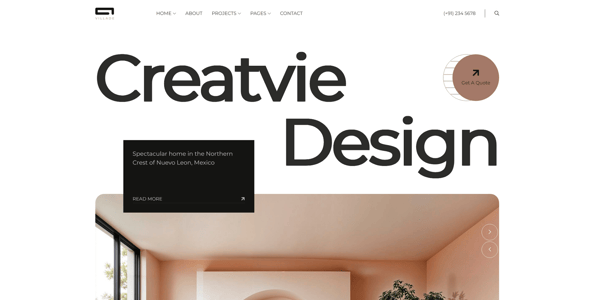 HOME
ABOUT
PROJECTS
PAGES
CONTACT
(+91) 234 5678
Creatvie
Get A Quote
Design
Spectacular home in the Northern
Crest of Nuevo Leon, Mexico
READ MORE